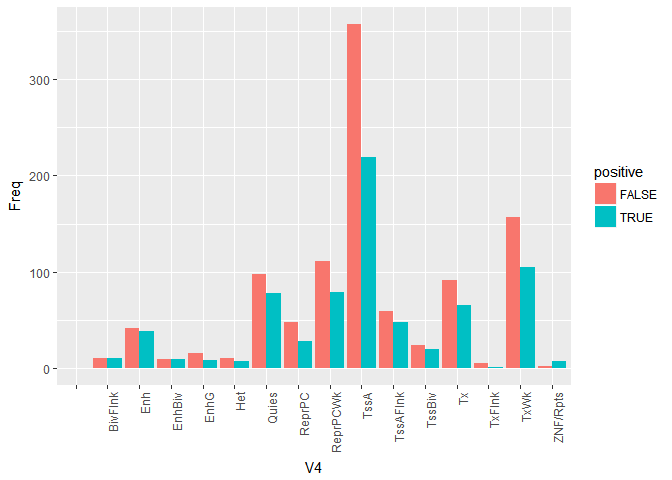 300
200
100
0
Freq
BivFlnk
Enh
EnhBiv
EnhG
Het
Quies
ReprPC
ReprPCWk
TssA
TssAFlnk
TssBiv
Tx
TxFlnk
TxWk
ZNF/Rpts
V4
positive
FALSE
TRUE